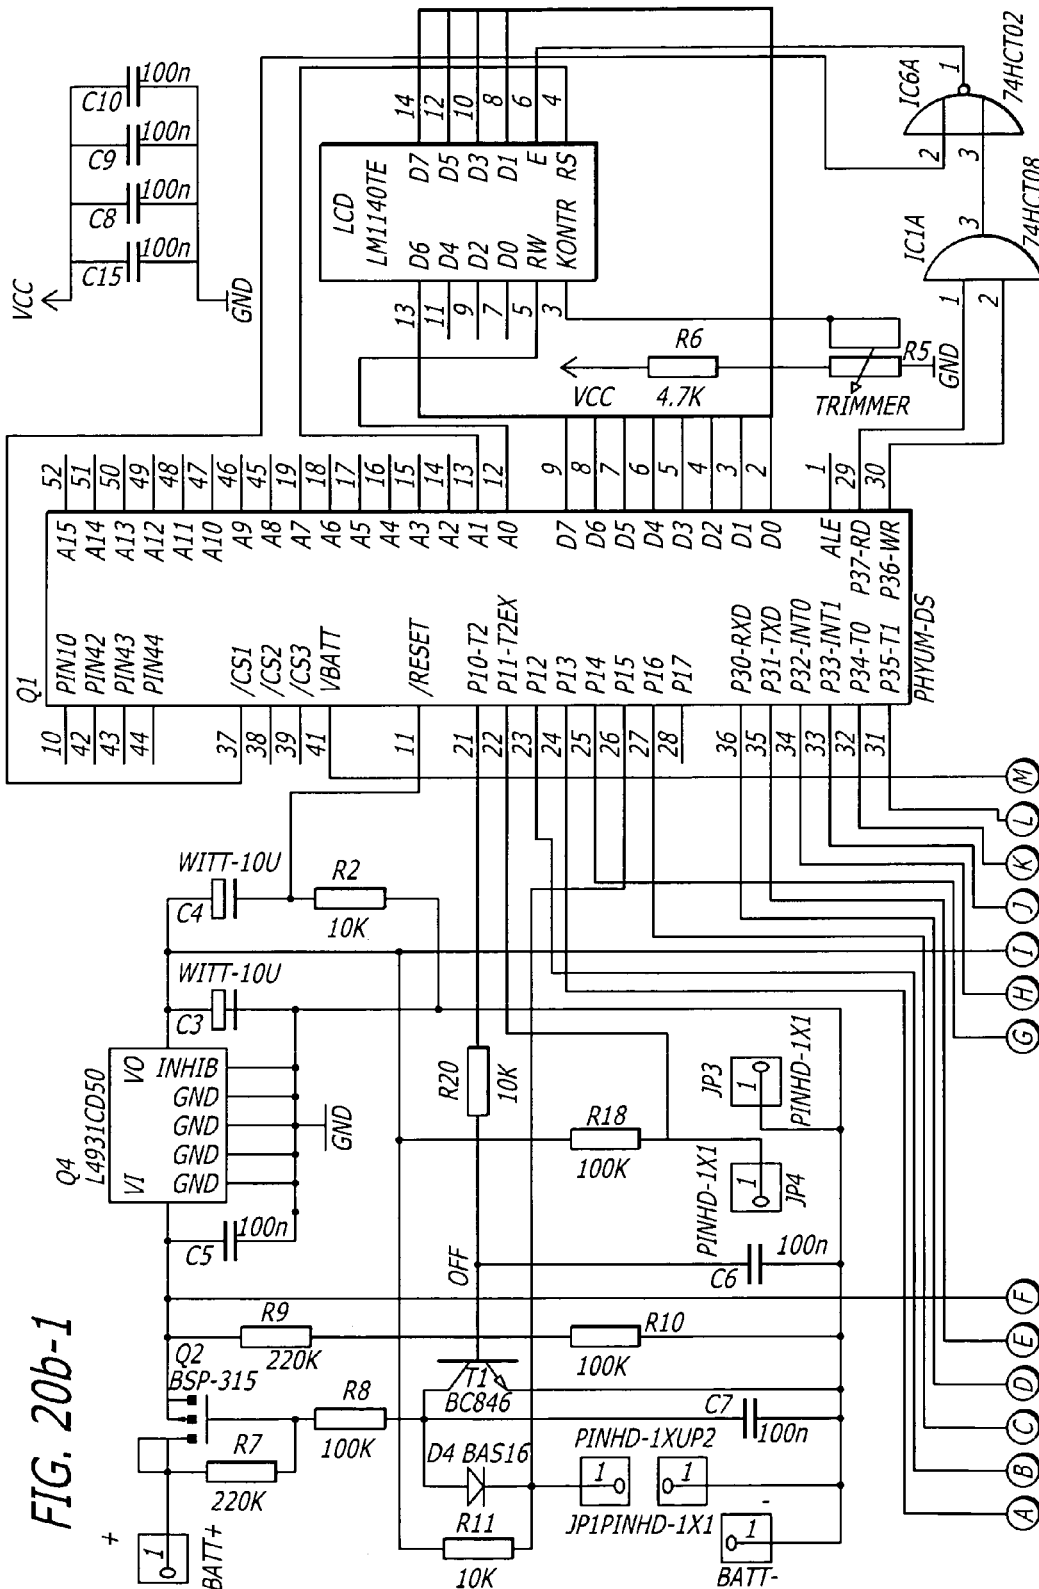 FIG. 20b-1
VCC
C15
100n
C8
100n
C9
100n
C10
100n
GND
LCD
LM1140TE
D6
D4
D2
D0
RW
KONTR
D7
D5
D3
D1
E
RS
13
11
9
7
5
3
14
12
10
8
6
4
VCC
R6
4.7K
R5
TRIMMER
GND
IC1A
1
2
3
74HCT08
IC6A
2
3
1
74HCT02
Q1
PHYUM-DS
52 A15
51 A14
50 A13
49 A12
48 A11
47 A10
46 A9
45 A8
19 A7
18 A6
17 A5
16 A4
15 A3
14 A2
13 A1
12 A0
9 D7
8 D6
7 D5
6 D4
5 D3
4 D2
3 D1
2 D0
1 ALE
29 P37-RD
30 P36-WR
PIN10 10
PIN42 42
PIN43 43
PIN44 44
/CS1 37
/CS2 38
/CS3 39
VBATT 41
/RESET 11
P10-T2 21
P11-T2EX 22
P12 23
P13 24
P14 25
P15 26
P16 27
P17 28
P30-RXD 36
P31-TXD 35
P32-INT0 34
P33-INT1 33
P34-T0 32
P35-T1 31
WITT-10U
C4
R2
10K
WITT-10U
C3
Q4
L4931CD50
VO
VI
INHIB
GND
GND
GND
GND
GND
C5
100n
R20
10K
R18
100K
JP3
1
PINHD-1X1
PINHD-1X1
1
JP4
OFF
C6
100n
R9
220K
R10
100K
Q2
BSP-315
R7
220K
R8
100K
T1
BC846
C7
100n
D4 BAS16
R11
10K
PINHD-1XUP2
1
1
JP1PINHD-1X1
+
1
BATT+
-
1
BATT-
M
L
K
J
I
H
G
F
E
D
C
B
A